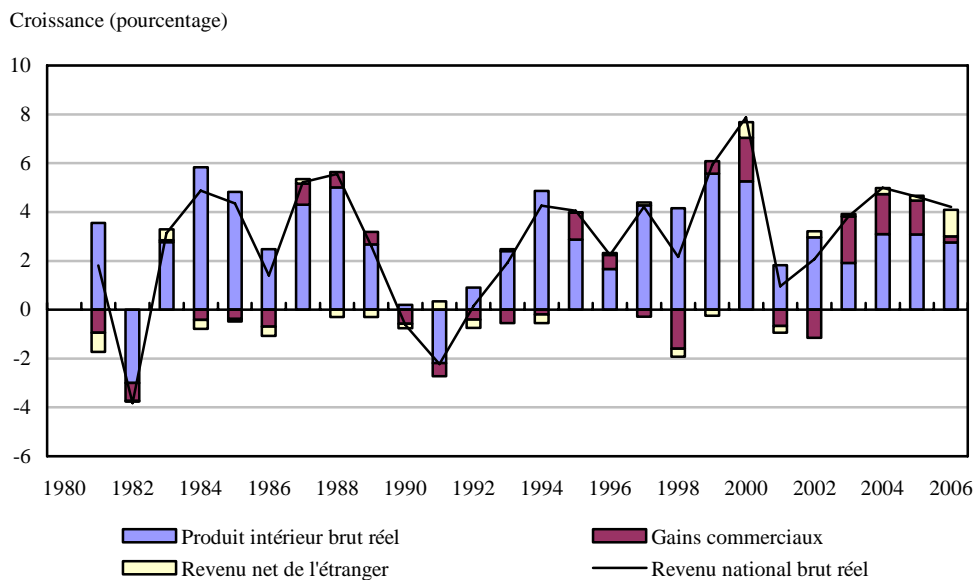 Croissance (pourcentage)
10
8
6
4
2
0
-2
-4
-6
1980 1982 1984 1986 1988 1990 1992 1994 1996 1998 2000 2002 2004 2006
Produit intérieur brut réel Gains commerciaux
Revenu net de l'étranger Revenu national brut réel